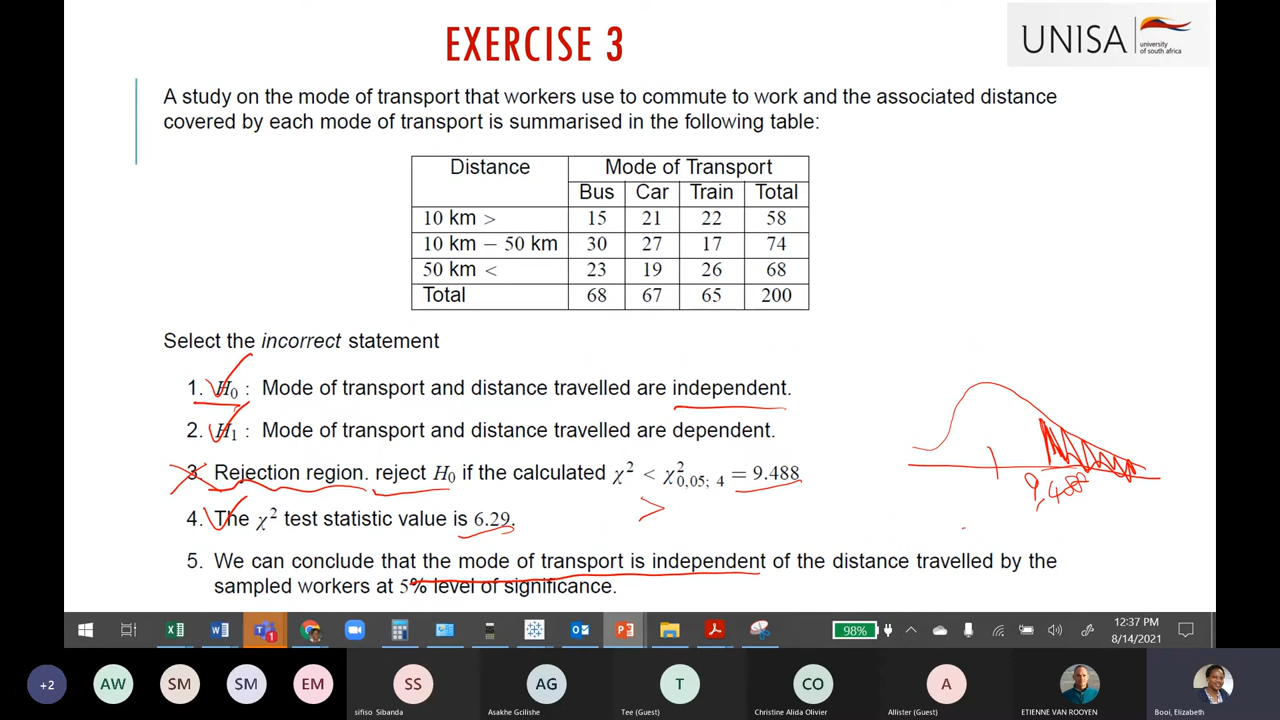 EXERCISE 3
UNISA
university
of south africa
A study on the mode of transport that workers use to commute to work and the associated distance
covered by each mode of transport is summarised in the following table:
Distance Mode of Transport
Bus Car Train Total
10 km > 15 21 22 58
10 km − 50 km 30 27 17 74
50 km < 23 19 26 68
Total 68 67 65 200
Select the incorrect statement
1. H0 : Mode of transport and distance travelled are independent.
2. H1 : Mode of transport and distance travelled are dependent.
3. Rejection region. reject H0 if the calculated χ² < χ²0,05; 4 = 9.488
>
9,488
4. The χ² test statistic value is 6.29.
5. We can conclude that the mode of transport is independent of the distance travelled by the
sampled workers at 5% level of significance.
98%
12:37 PM
8/14/2021
1
+2
AW
SM
SM
EM
SS
AG
T
CO
A
sifiso Sibanda
Asakhe Gcilishe
Tee (Guest)
Christine Alida Olivier
Allister (Guest)
ETIENNE VAN ROOYEN
Booi, Elizabeth